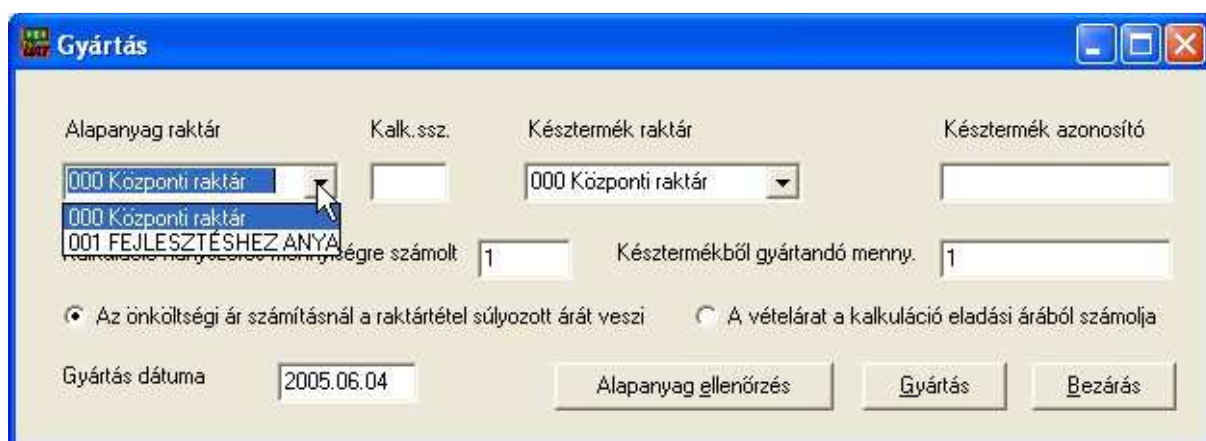 Gyártás
Alapanyag raktár Kalk.ssz. Késztermék raktár Késztermék azonosító
000 Központi raktár 000 Központi raktár
000 Központi raktár
001 FEJLESZTÉSHEZ ANYA
számolt 1 Késztermékből gyártandó menny. 1
Az önköltségi ár számításnál a raktártétel súlyozott árát veszi A vételárat a kalkuláció eladási árából számolja
Gyártás dátuma 2005.06.04 Alapanyag ellenőrzés Gyártás Bezárás